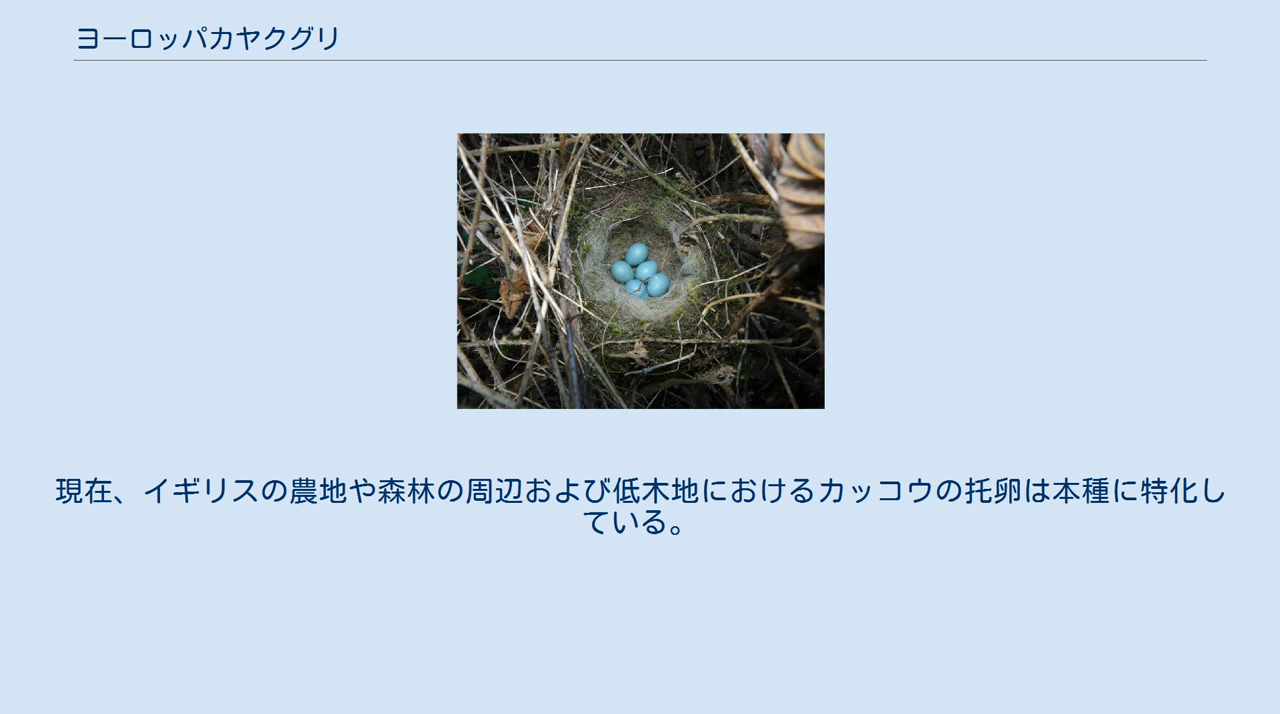 ヨーロッパカヤクグリ
現在、イギリスの農地や森林の周辺および低木地におけるカッコウの托卵は本種に特化し
ている。